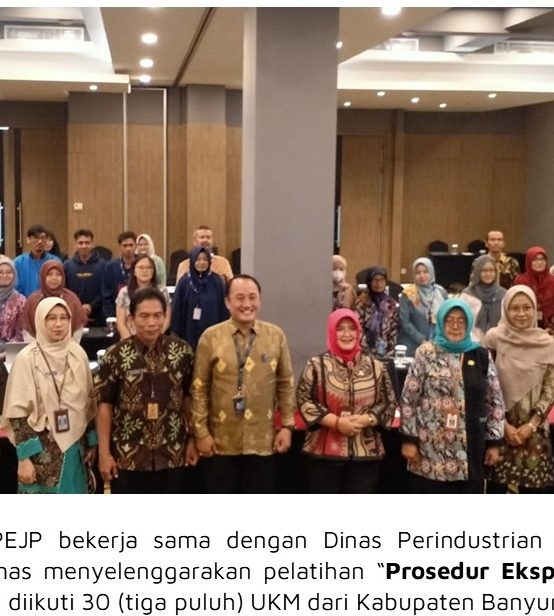 PEJP bekerja sama dengan Dinas Perindustrian
menyelenggarakan pelatihan “Prosedur
diikuti 30 (tiga puluh) UKM dari Kabupaten